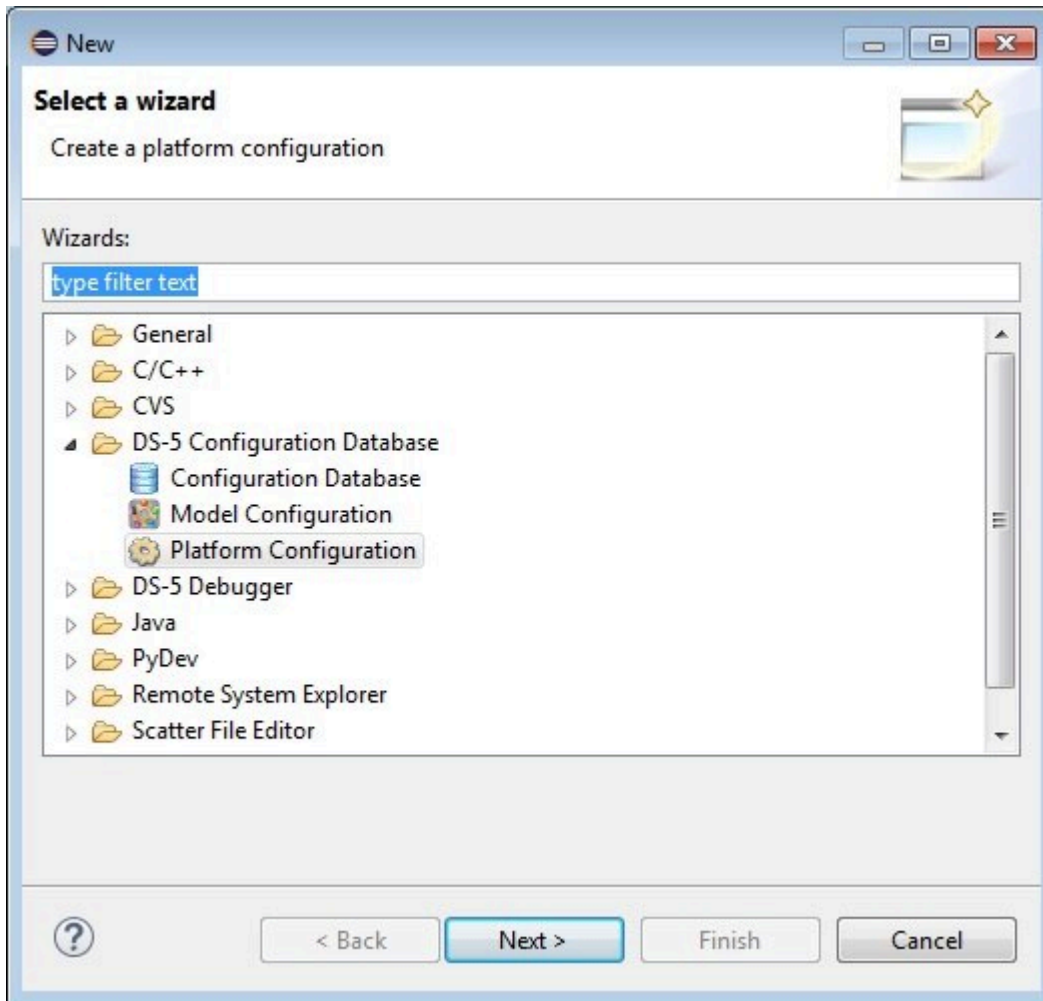 New
Select a wizard
Create a platform configuration
Wizards:
type filter text
General
C/C++
CVS
DS-5 Configuration Database
Configuration Database
Model Configuration
Platform Configuration
DS-5 Debugger
Java
PyDev
Remote System Explorer
Scatter File Editor
?
< Back
Next >
Finish
Cancel